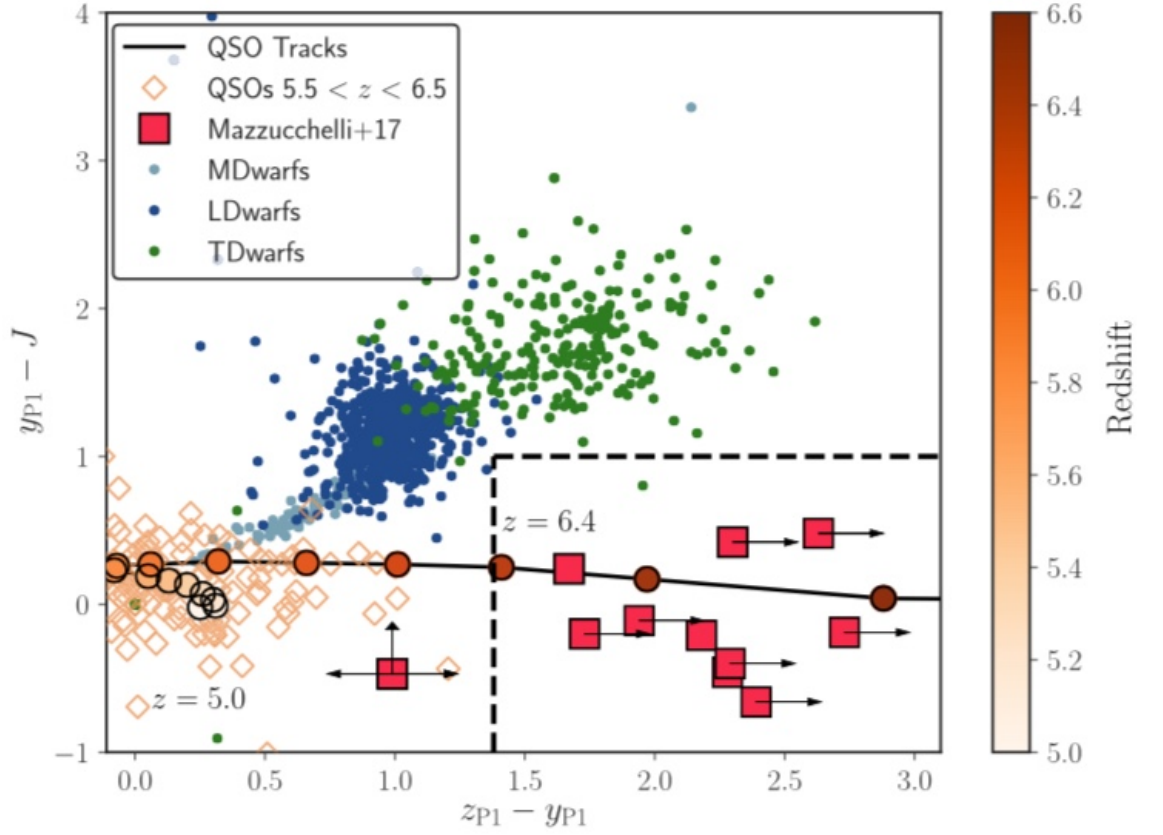 4
3
2
1
0
−1
y_P1 − J
QSO Tracks
QSOs 5.5 < z < 6.5
Mazzucchelli+17
MDwarfs
LDwarfs
TDwarfs
z = 6.4
z = 5.0
0.0 0.5 1.0 1.5 2.0 2.5 3.0
z_P1 − y_P1
6.6
6.4
6.2
6.0
5.8
5.6
5.4
5.2
5.0
Redshift